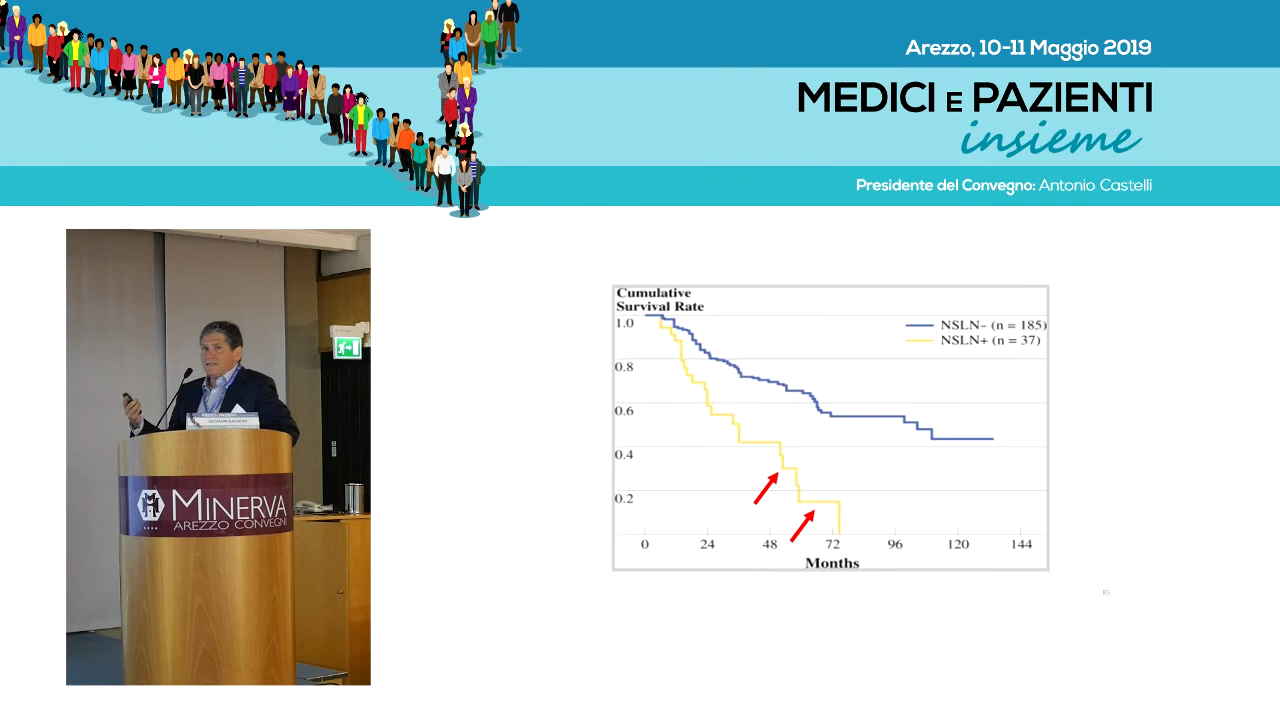 Arezzo, 10-11 Maggio 2019
MEDICI E PAZIENTI
insieme
Presidente del Convegno: Antonio Castelli
MINERVA
AREZZO CONVEGNI
Cumulative
Survival Rate
1.0
0.8
0.6
0.4
0.2
NSLN– (n = 185)
NSLN+ (n = 37)
0 24 48 72 96 120 144
Months
85